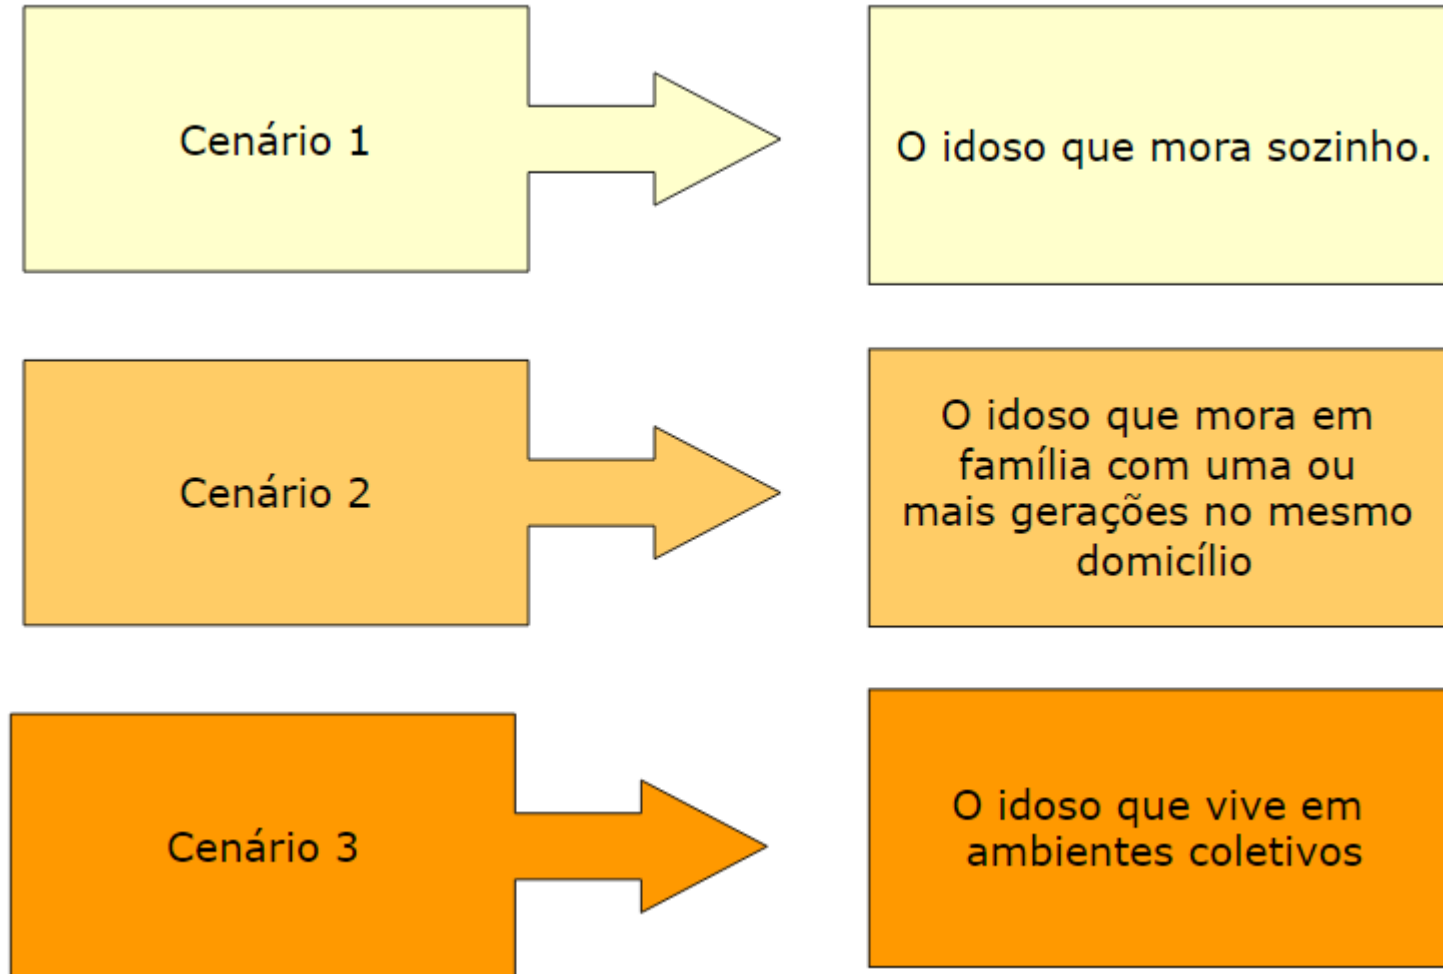 Cenário 1
O idoso que mora sozinho.
Cenário 2
O idoso que mora em
família com uma ou
mais gerações no mesmo
domicílio
Cenário 3
O idoso que vive em
ambientes coletivos